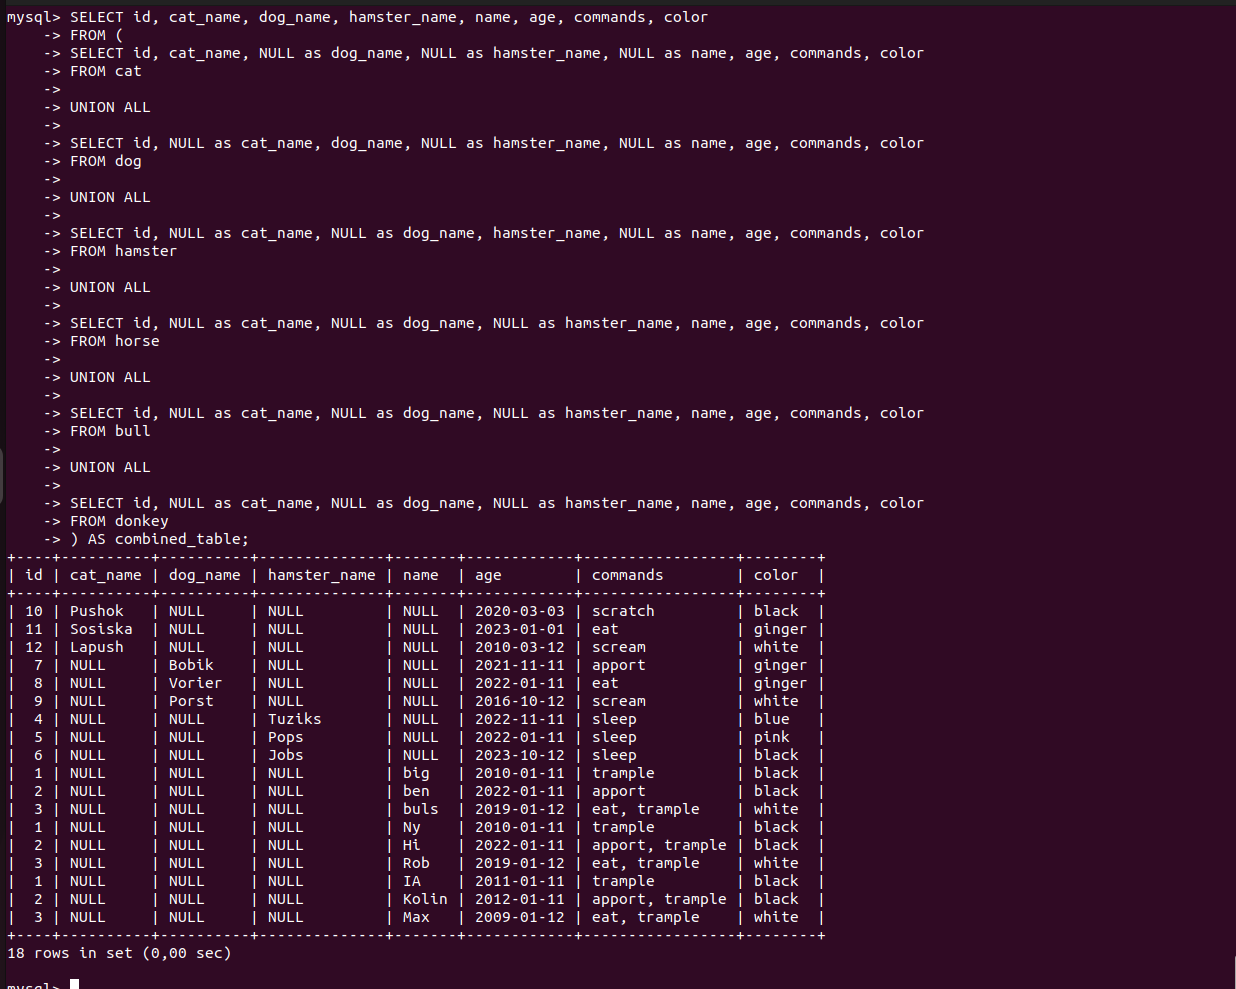 mysql> SELECT id, cat_name, dog_name, hamster_name, name, age, commands, color
    -> FROM (
    -> SELECT id, cat_name, NULL as dog_name, NULL as hamster_name, NULL as name, age, commands, color
    -> FROM cat
    ->
    -> UNION ALL
    ->
    -> SELECT id, NULL as cat_name, dog_name, NULL as hamster_name, NULL as name, age, commands, color
    -> FROM dog
    ->
    -> UNION ALL
    ->
    -> SELECT id, NULL as cat_name, NULL as dog_name, hamster_name, NULL as name, age, commands, color
    -> FROM hamster
    ->
    -> UNION ALL
    ->
    -> SELECT id, NULL as cat_name, NULL as dog_name, NULL as hamster_name, name, age, commands, color
    -> FROM horse
    ->
    -> UNION ALL
    ->
    -> SELECT id, NULL as cat_name, NULL as dog_name, NULL as hamster_name, name, age, commands, color
    -> FROM bull
    ->
    -> UNION ALL
    ->
    -> SELECT id, NULL as cat_name, NULL as dog_name, NULL as hamster_name, name, age, commands, color
    -> FROM donkey
    -> ) AS combined_table;
+----+----------+----------+--------------+-------+------------+-----------------+--------+
| id | cat_name | dog_name | hamster_name | name  | age        | commands        | color  |
+----+----------+----------+--------------+-------+------------+-----------------+--------+
| 10 | Pushok   | NULL     | NULL         | NULL  | 2020-03-03 | scratch         | black  |
| 11 | Sosiska  | NULL     | NULL         | NULL  | 2023-01-01 | eat             | ginger |
| 12 | Lapush   | NULL     | NULL         | NULL  | 2010-03-12 | scream          | white  |
|  7 | NULL     | Bobik    | NULL         | NULL  | 2021-11-11 | apport          | ginger |
|  8 | NULL     | Vorier   | NULL         | NULL  | 2022-01-11 | eat             | ginger |
|  9 | NULL     | Porst    | NULL         | NULL  | 2016-10-12 | scream          | white  |
|  4 | NULL     | NULL     | Tuziks       | NULL  | 2022-11-11 | sleep           | blue   |
|  5 | NULL     | NULL     | Pops         | NULL  | 2022-01-11 | sleep           | pink   |
|  6 | NULL     | NULL     | Jobs         | NULL  | 2023-10-12 | sleep           | black  |
|  1 | NULL     | NULL     | NULL         | big   | 2010-01-11 | trample         | black  |
|  2 | NULL     | NULL     | NULL         | ben   | 2022-01-11 | apport          | black  |
|  3 | NULL     | NULL     | NULL         | buls  | 2019-01-12 | eat, trample    | white  |
|  1 | NULL     | NULL     | NULL         | Ny    | 2010-01-11 | trample         | black  |
|  2 | NULL     | NULL     | NULL         | Hi    | 2022-01-11 | apport, trample | black  |
|  3 | NULL     | NULL     | NULL         | Rob   | 2019-01-12 | eat, trample    | white  |
|  1 | NULL     | NULL     | NULL         | IA    | 2011-01-11 | trample         | black  |
|  2 | NULL     | NULL     | NULL         | Kolin | 2012-01-11 | apport, trample | black  |
|  3 | NULL     | NULL     | NULL         | Max   | 2009-01-12 | eat, trample    | white  |
+----+----------+----------+--------------+-------+------------+-----------------+--------+
18 rows in set (0,00 sec)

mysql>